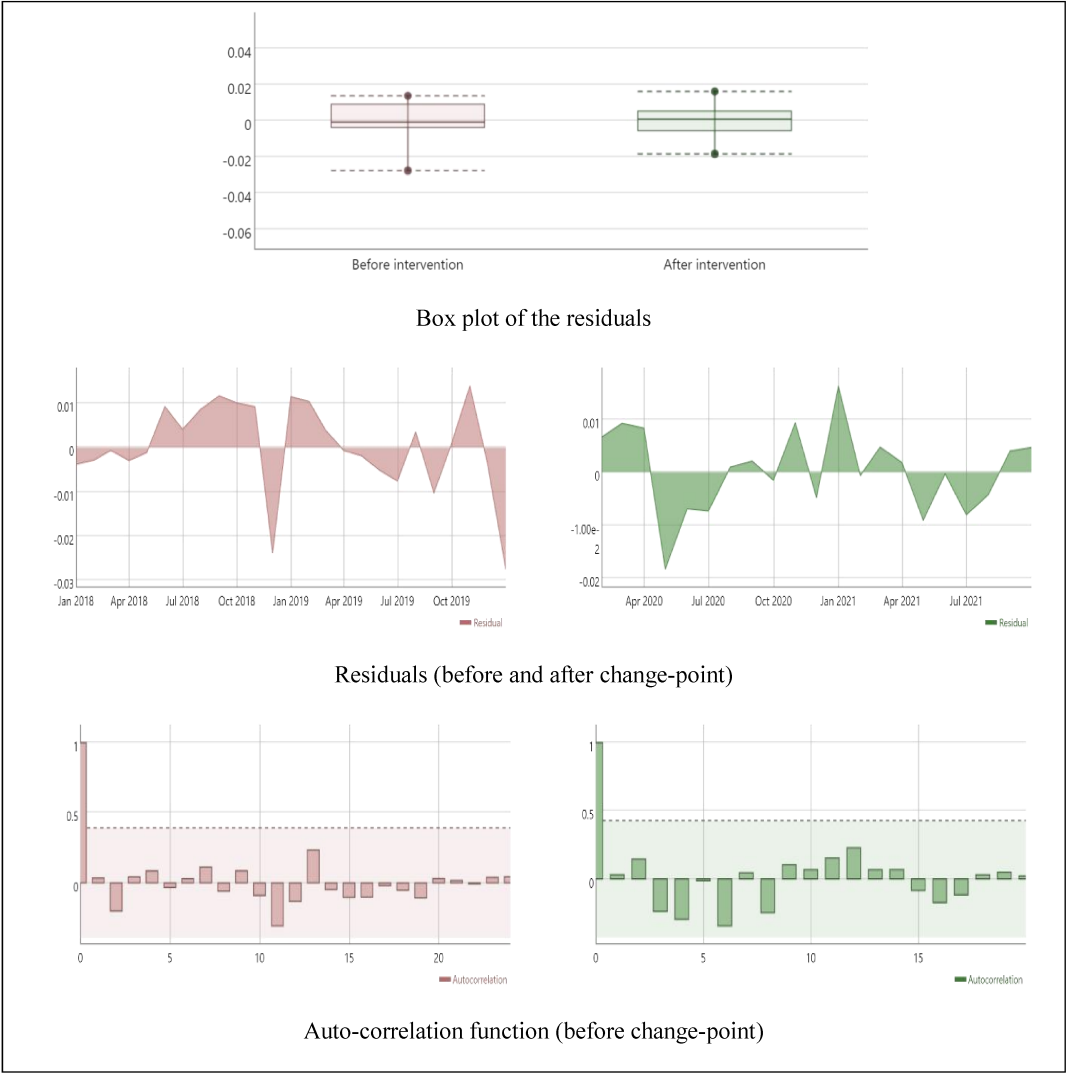 0.04
0.02
0
-0.02
-0.04
-0.06
Before intervention After intervention
Box plot of the residuals
0.01
0
-0.01
-0.02
-0.03
Jan 2018 Apr 2018 Jul 2018 Oct 2018 Jan 2019 Apr 2019 Jul 2019 Oct 2019
Residual
0.01
0
-1.00e-
2
-0.02
Apr 2020 Jul 2020 Oct 2020 Jan 2021 Apr 2021 Jul 2021
Residual
Residuals (before and after change-point)
1
0.5
0
0 5 10 15 20
Autocorrelation
1
0.5
0
0 5 10 15
Autocorrelation
Auto-correlation function (before change-point)